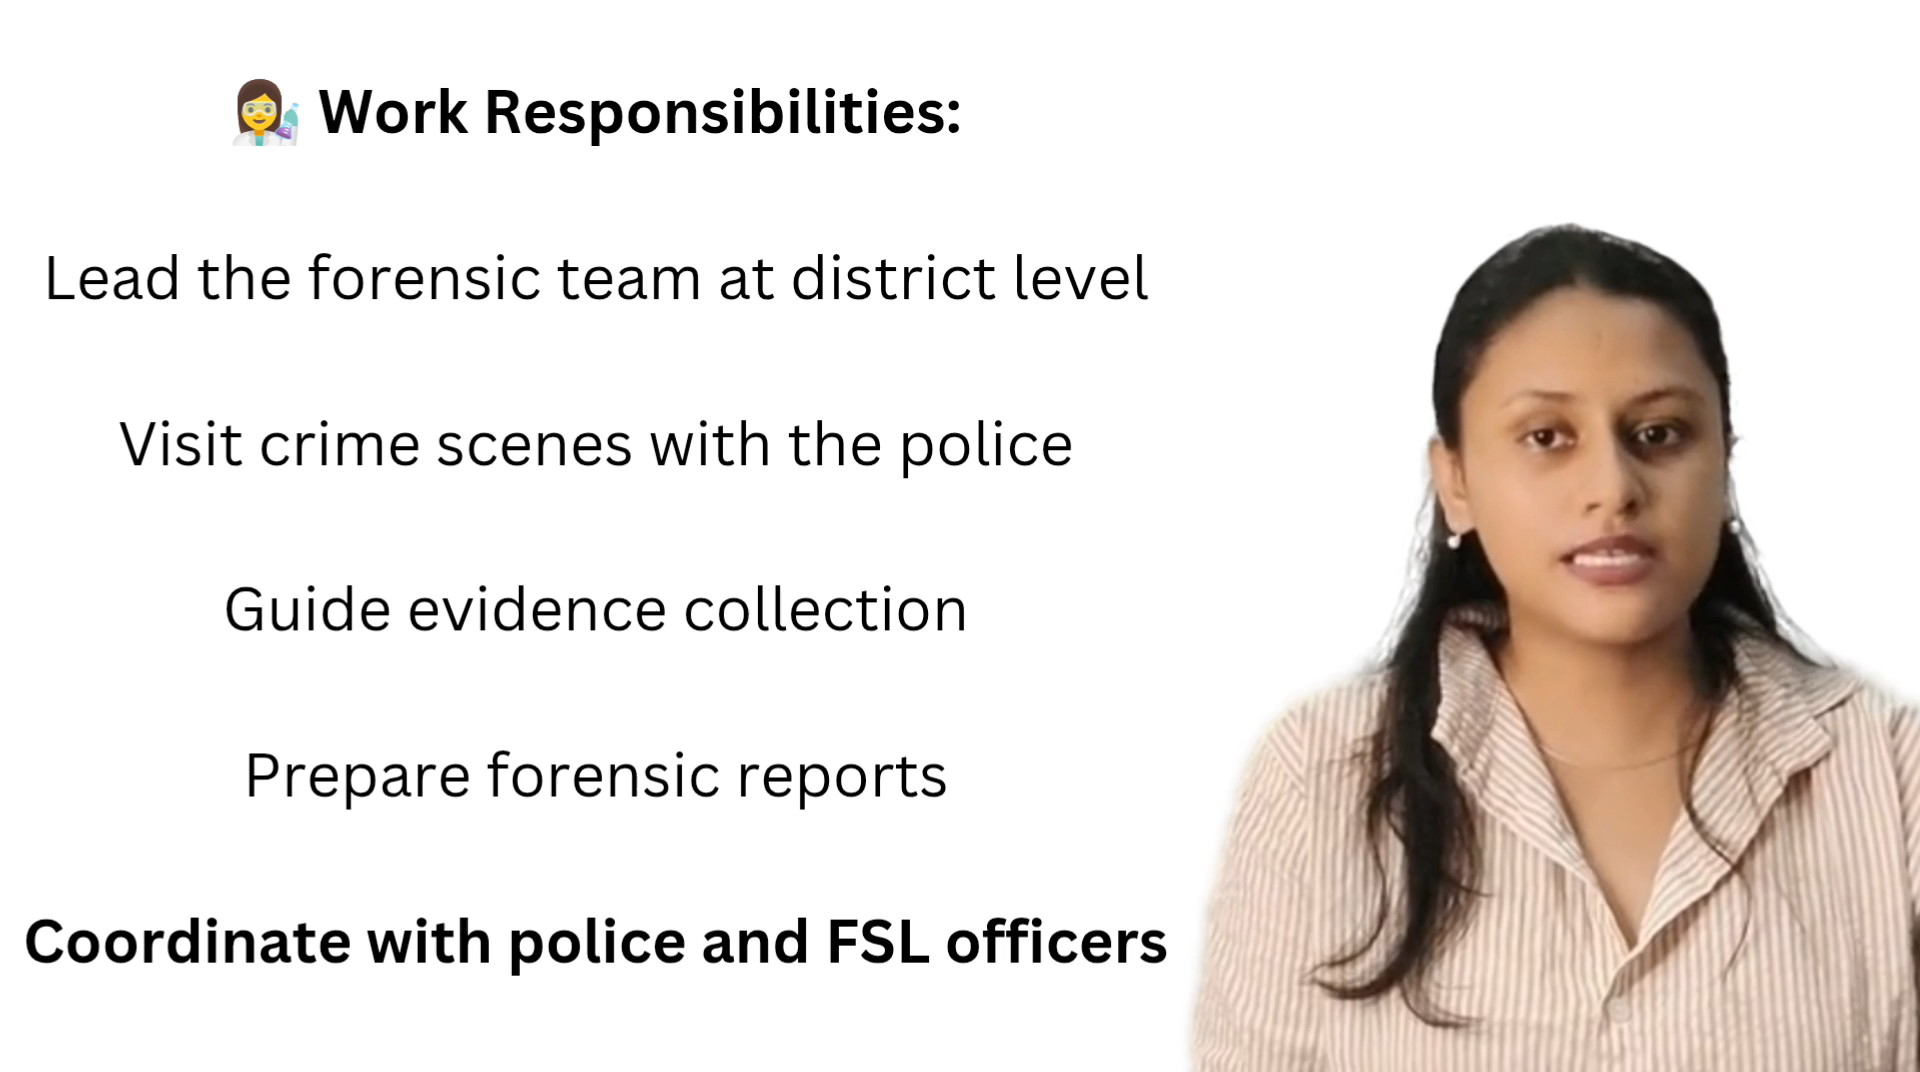 👩‍🔬 Work Responsibilities:
Lead the forensic team at district level
Visit crime scenes with the police
Guide evidence collection
Prepare forensic reports
Coordinate with police and FSL officers